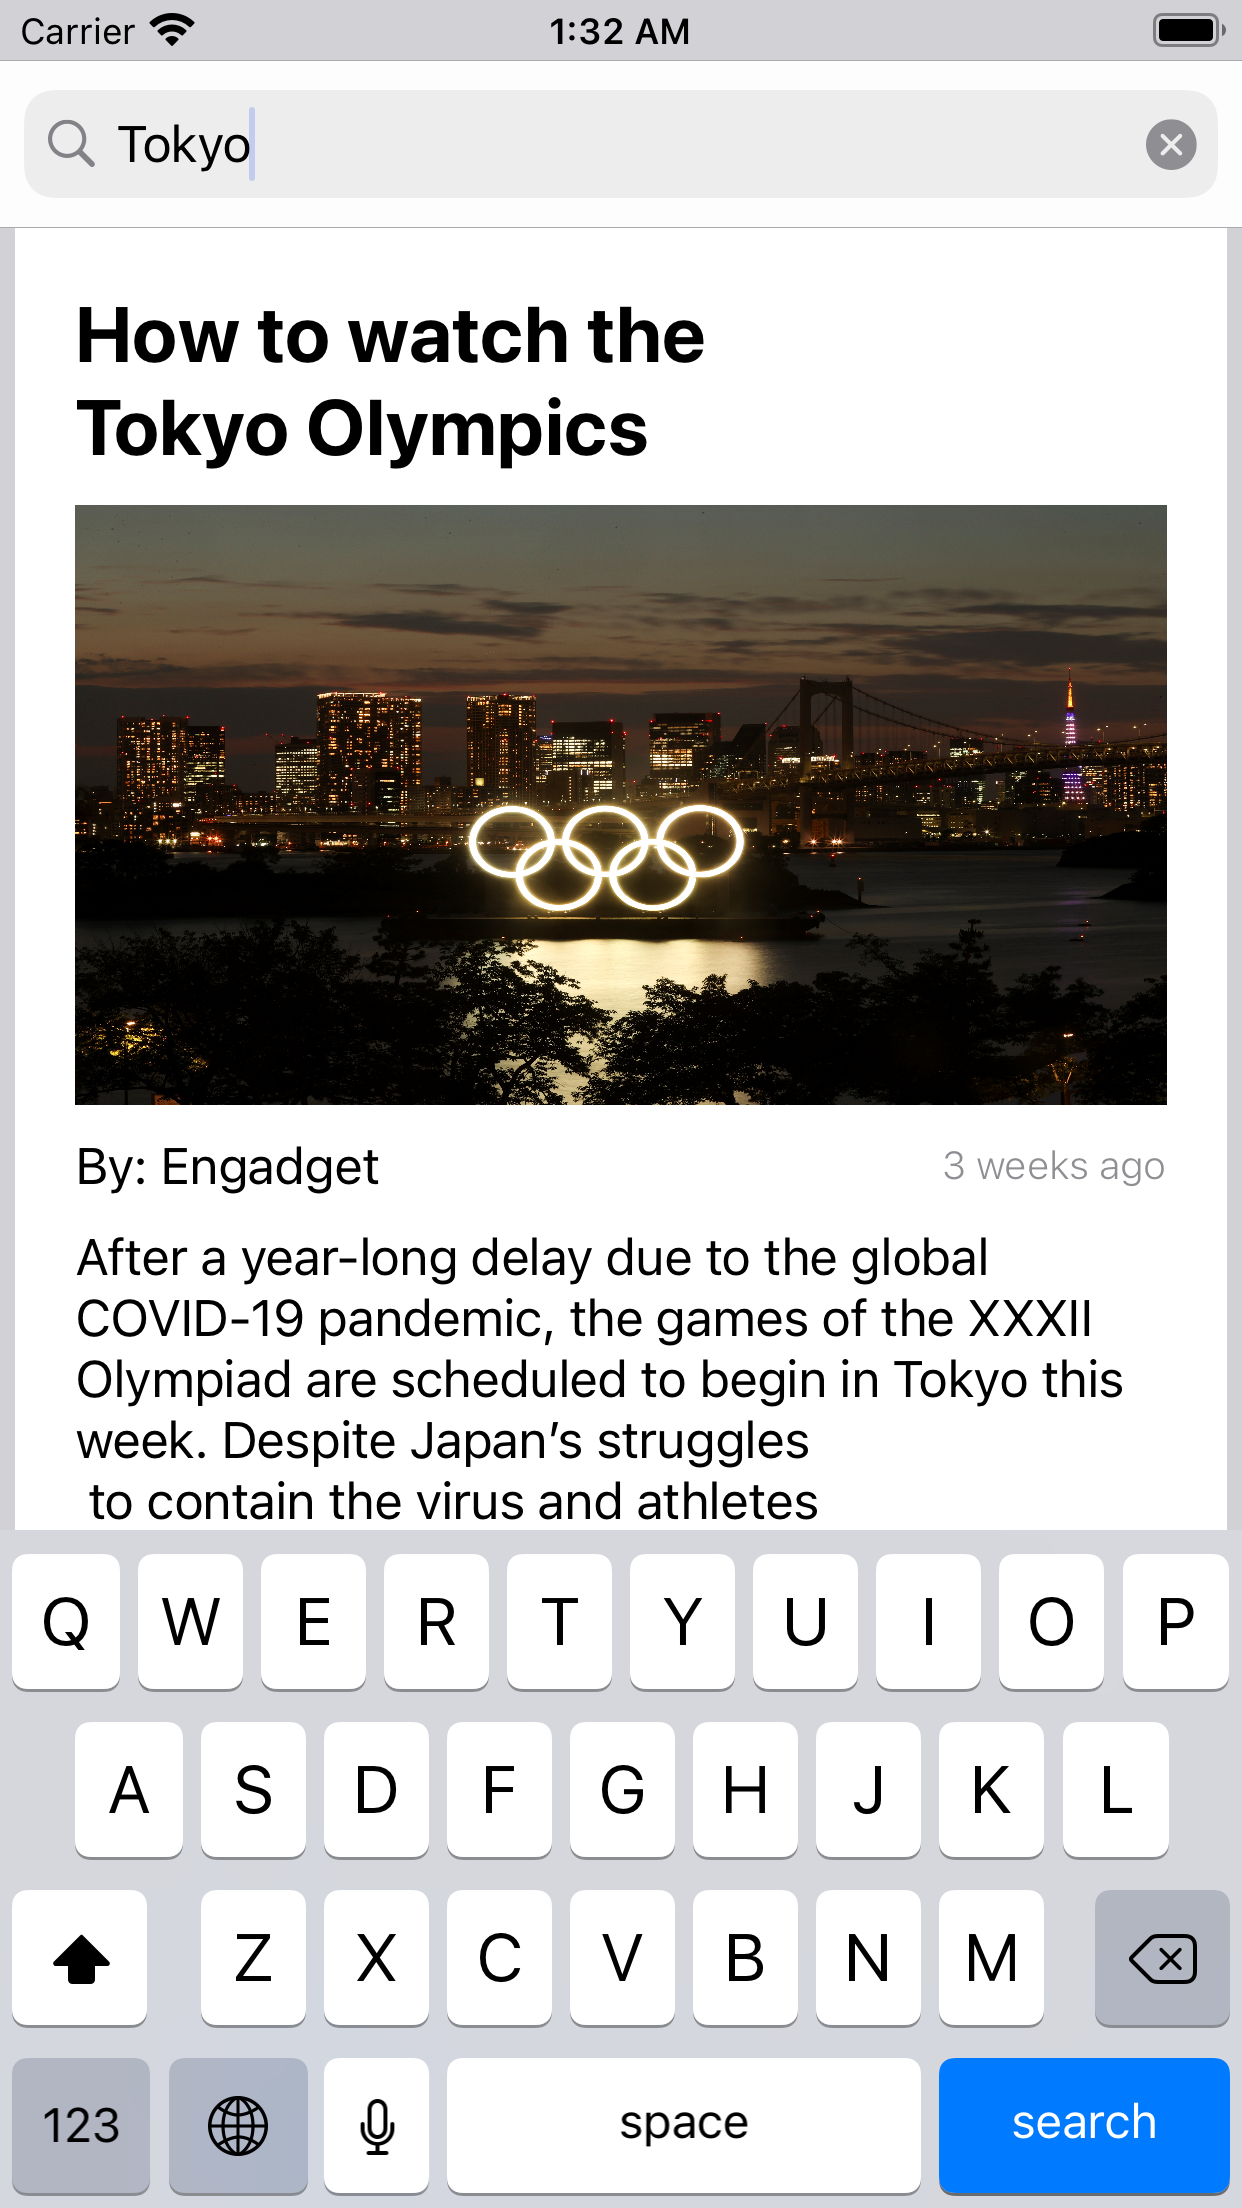 Carrier 1:32 AM
Tokyo
How to watch the
Tokyo Olympics
By: Engadget 3 weeks ago
After a year-long delay due to the global
COVID-19 pandemic, the games of the XXXII
Olympiad are scheduled to begin in Tokyo this
week. Despite Japan’s struggles
to contain the virus and athletes
Q W E R T Y U I O P
A S D F G H J K L
Z X C V B N M
123 space search